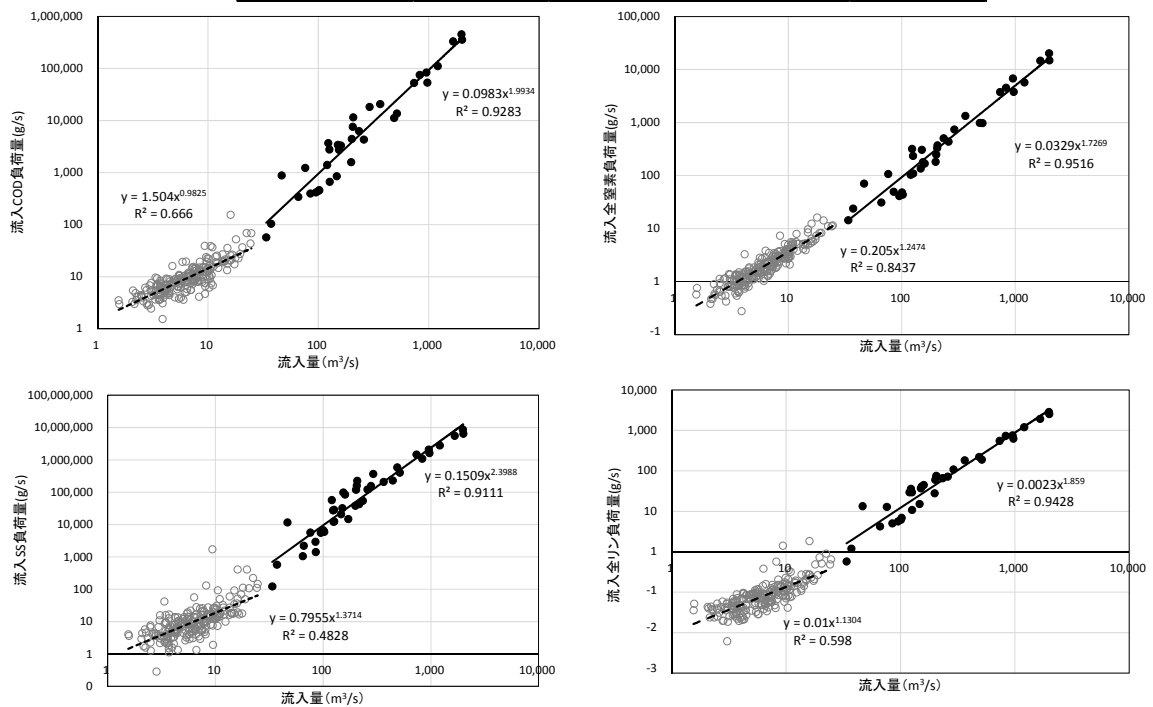 1,000,000
100,000
10,000
1,000
100
10
1
流入COD負荷量(g/s)
y = 0.0983x^1.9934
R² = 0.9283
y = 1.504x^0.9825
R² = 0.666
1 10 100 1,000 10,000
流入量(m³/s)
100,000
10,000
1,000
100
10
1
-1
流入全窒素負荷量(g/s)
y = 0.0329x^1.7269
R² = 0.9516
y = 0.205x^1.2474
R² = 0.8437
1 10 100 1,000 10,000
流入量(m³/s)
100,000,000
10,000,000
1,000,000
100,000
10,000
1,000
100
10
1
0
流入SS負荷量(g/s)
y = 0.1509x^2.3988
R² = 0.9111
y = 0.7955x^1.3714
R² = 0.4828
1 10 100 1,000 10,000
流入量(m³/s)
10,000
1,000
100
10
1
-1
-2
-3
流入全リン負荷量(g/s)
y = 0.0023x^1.859
R² = 0.9428
y = 0.01x^1.1304
R² = 0.598
1 10 100 1,000 10,000
流入量(m³/s)